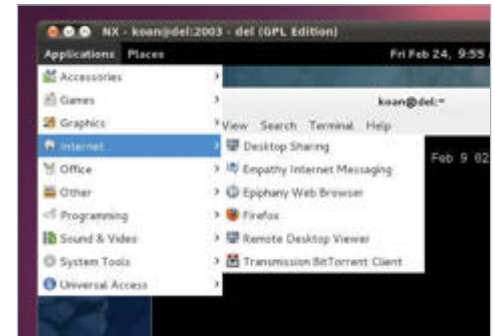 NX - koan@del:2003 - del (GPL Edition)
Applications Places Fri Feb 24, 9:55
Accessories
Games koan@del:~
Graphics View Search Terminal Help
Internet Desktop Sharing
Office Empathy Internet Messaging Feb 9 02
Other Epiphany Web Browser
Programming Firefox
Sound & Video Remote Desktop Viewer
System Tools Transmission BitTorrent Client
Universal Access